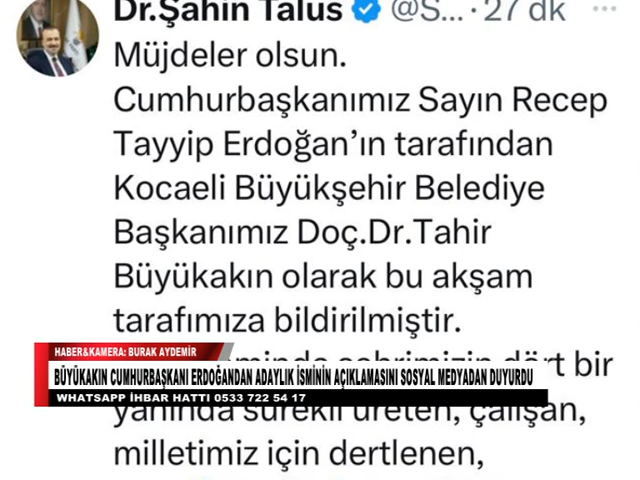 Dr.Şahin Talus @S... · 27 dk ...
Müjdeler olsun.
Cumhurbaşkanımız Sayın Recep
Tayyip Erdoğan’ın tarafından
Kocaeli Büyükşehir Belediye
Başkanımız Doç.Dr.Tahir
Büyükakın olarak bu akşam
tarafımıza bildirilmiştir.
HABER&KAMERA: BURAK AYDEMİR
şehrimizin dört bir
BÜYÜKAKIN CUMHURBAŞKANI ERDOĞANDAN ADAYLIK İSMİNİN AÇIKLAMASINI SOSYAL MEDYADAN DUYURDU
WHATSAPP İHBAR HATTI 0533 722 54 17
yanında sürekli üreten, çalışan,
milletimiz için dertlenen,